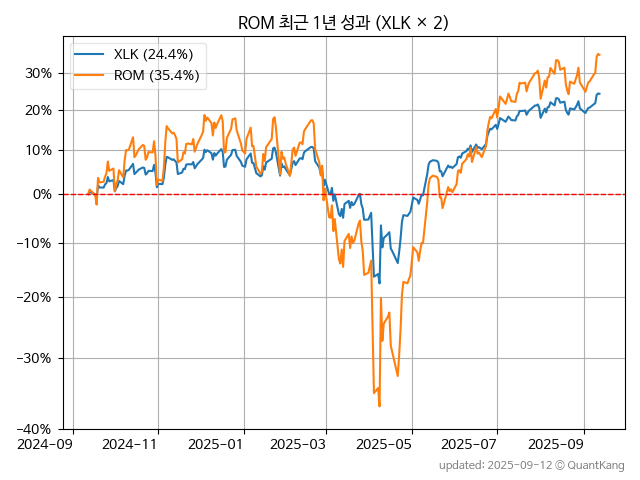 ROM 최근 1년 성과 (XLK × 2)
XLK (24.4%)
ROM (35.4%)
30%
20%
10%
0%
−10%
−20%
−30%
−40%
2024-09 2024-11 2025-01 2025-03 2025-05 2025-07 2025-09
updated: 2025-09-12 © QuantKang